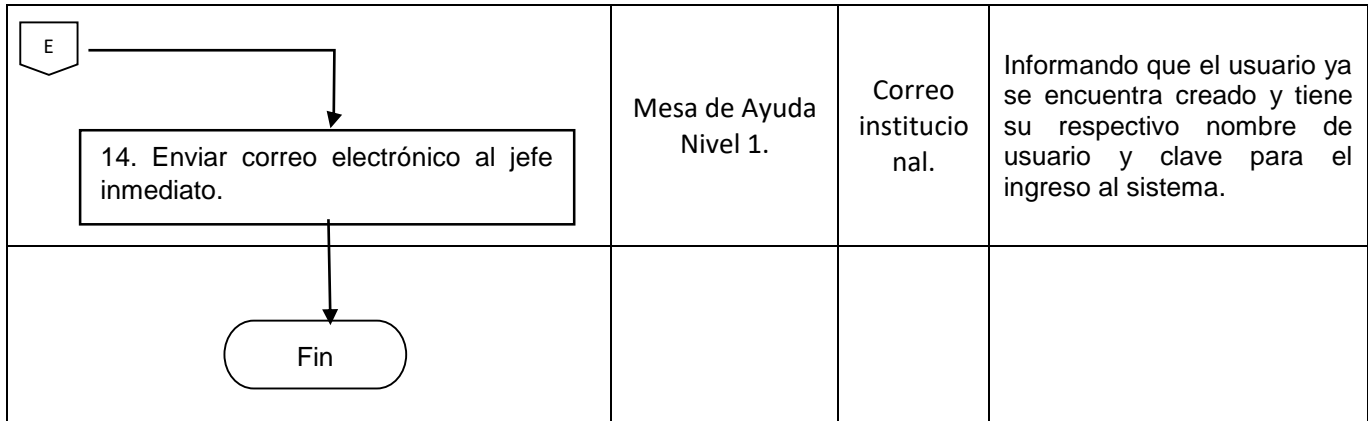 E
14. Enviar correo electrónico al jefe
inmediato.
Mesa de Ayuda
Nivel 1.
Correo
institucio
nal.
Informando que el usuario ya
se encuentra creado y tiene
su respectivo nombre de
usuario y clave para el
ingreso al sistema.
Fin